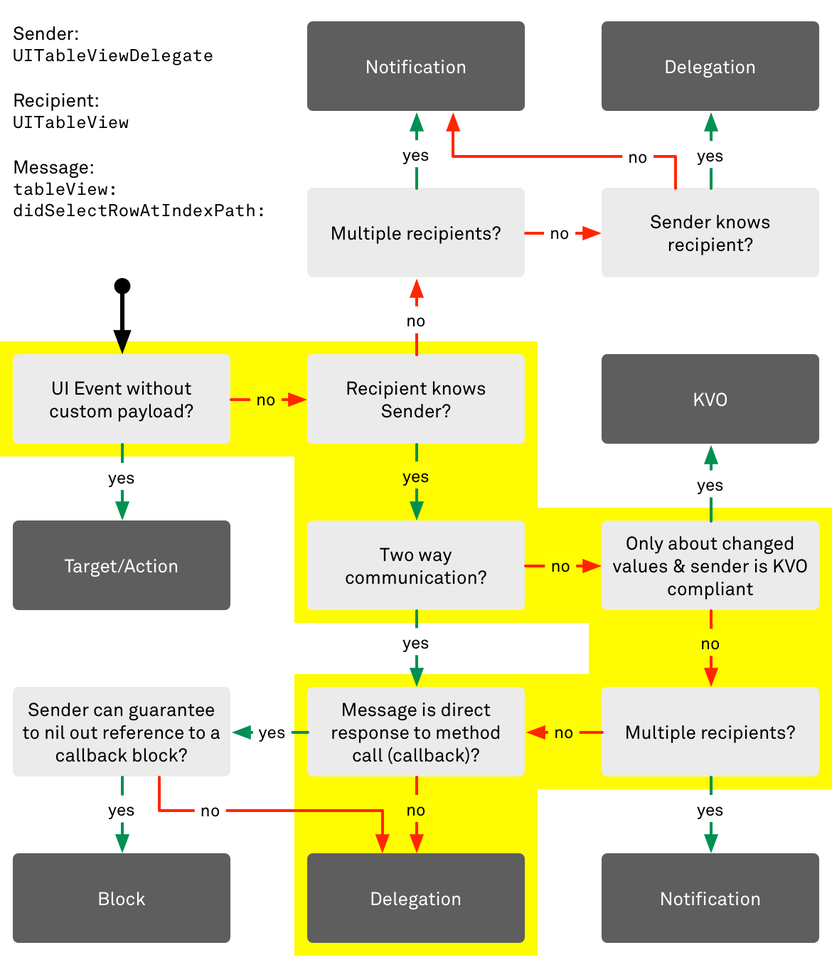 Sender:
UITableViewDelegate
Recipient:
UITableView
Message:
tableView:
didSelectRowAtIndexPath:
Notification
Delegation
yes
no
yes
Multiple recipients?
no
Sender knows
recipient?
no
UI Event without
custom payload?
no
Recipient knows
Sender?
KVO
yes
yes
yes
Target/Action
Two way
communication?
no
Only about changed
values & sender is KVO
compliant
yes
no
Sender can guarantee
to nil out reference to a
callback block?
yes
Message is direct
response to method
call (callback)?
no
Multiple recipients?
yes
no
no
yes
Block
Delegation
Notification